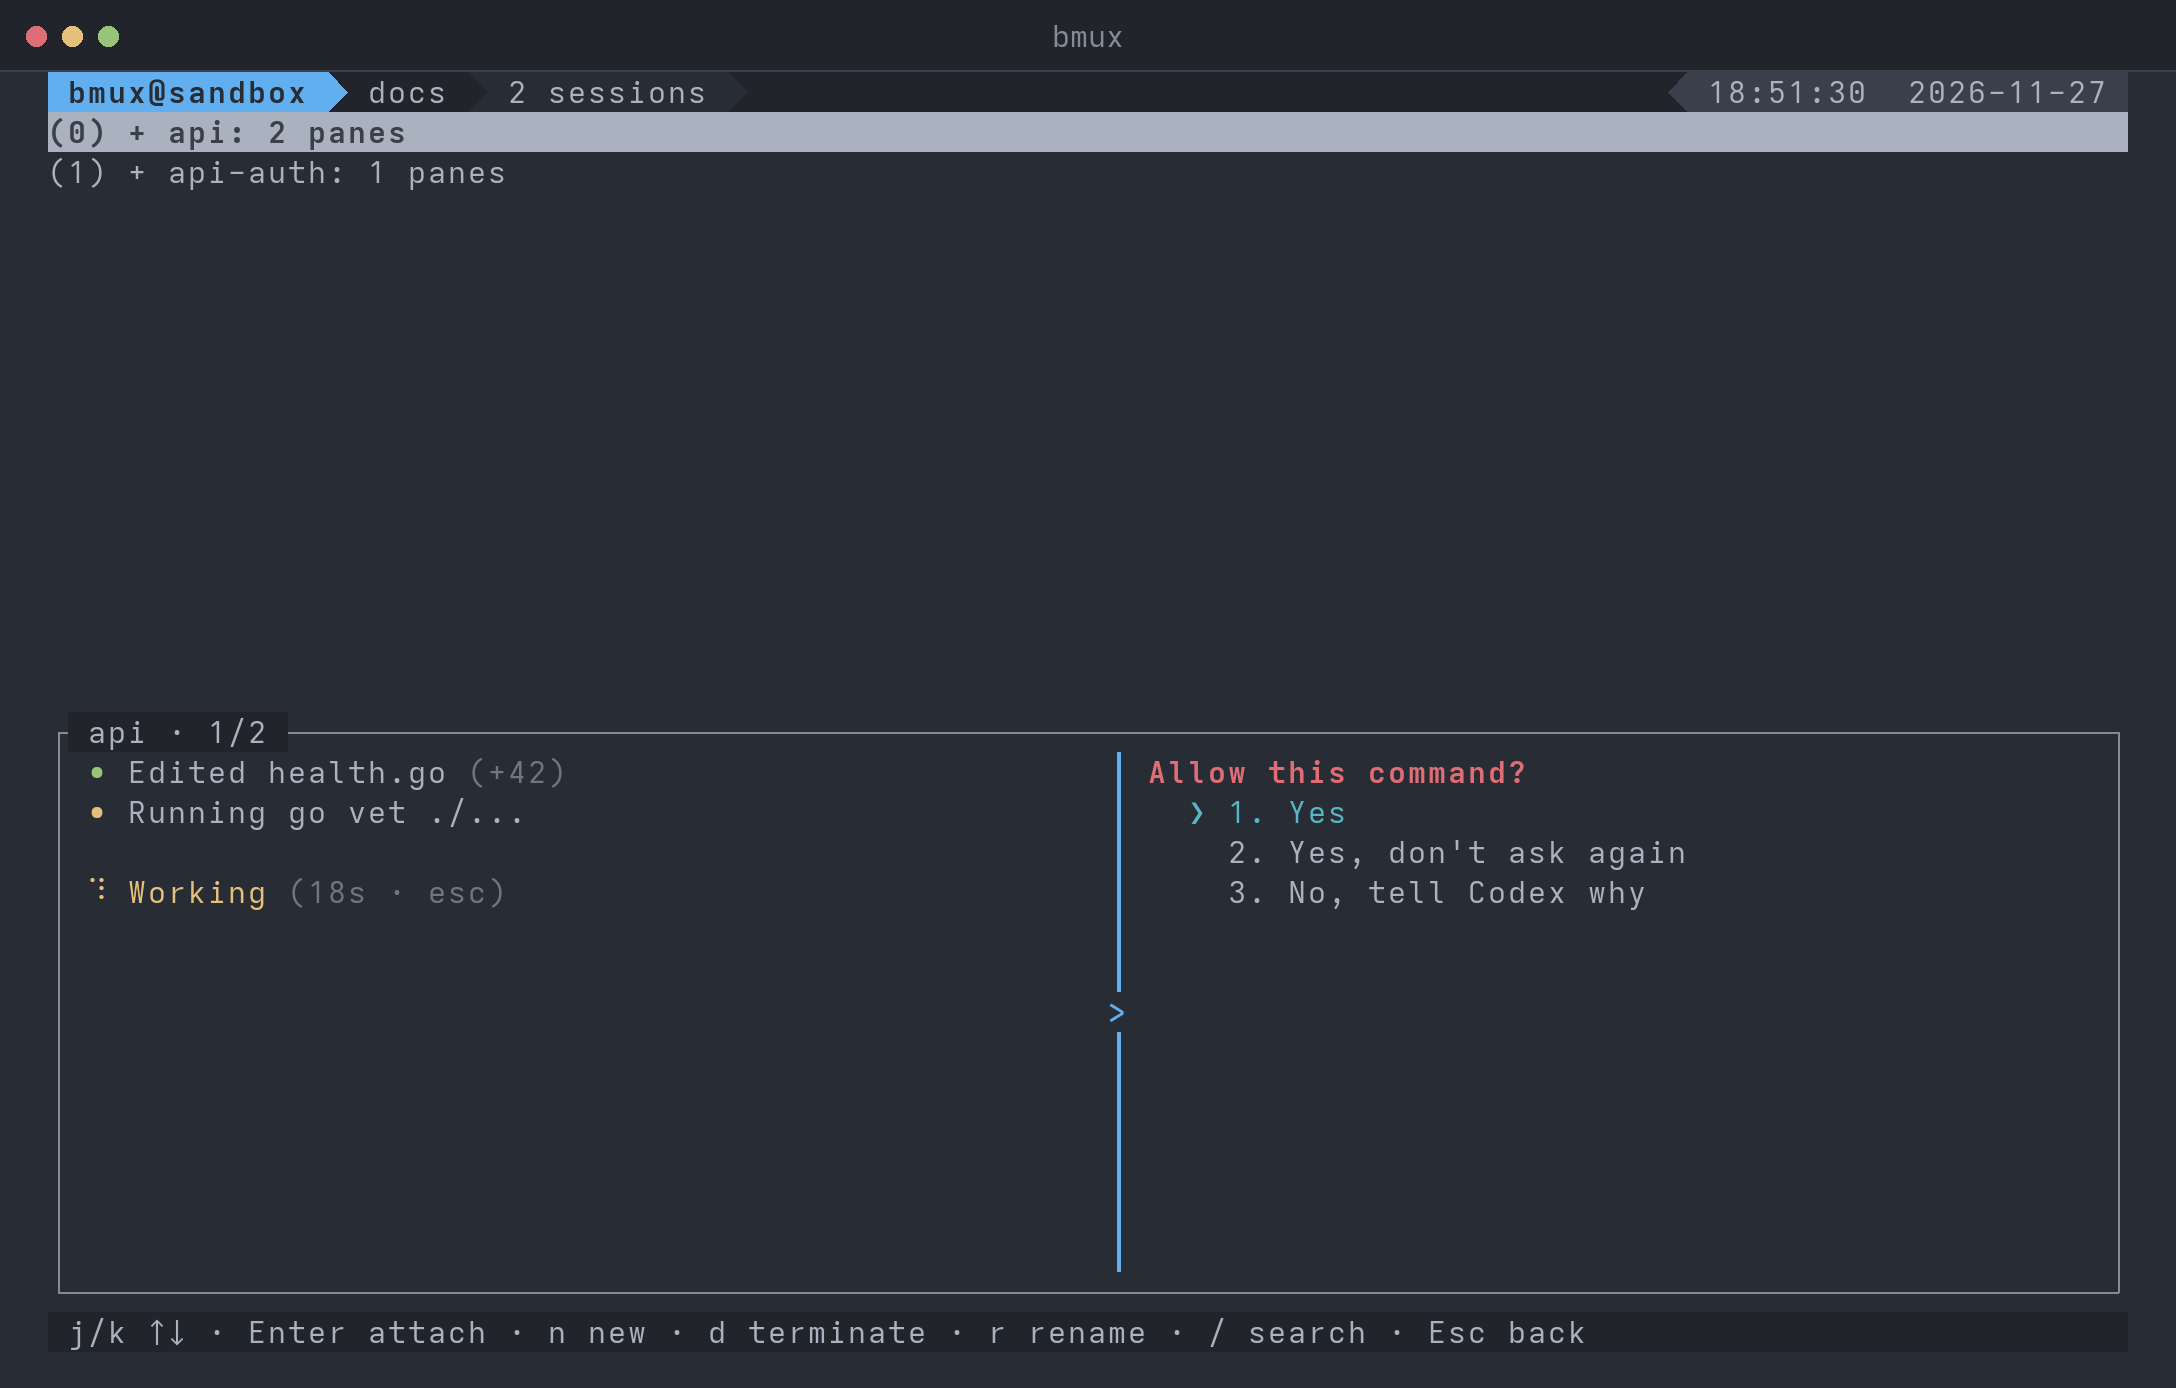 bmux
bmux@sandbox docs 2 sessions 18:51:30 2026-11-27
(0) + api: 2 panes
(1) + api-auth: 1 panes
api · 1/2
• Edited health.go (+42)
• Running go vet ./...
⠹ Working (18s · esc)
Allow this command?
❯ 1. Yes
2. Yes, don't ask again
3. No, tell Codex why
>
j/k ↑↓ · Enter attach · n new · d terminate · r rename · / search · Esc back